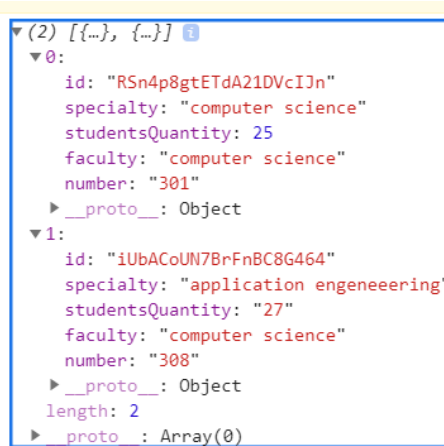 ▼ (2) [{…}, {…}] i
▼ 0:
id: "RSn4p8gtETdA21DVcIJn"
specialty: "computer science"
studentsQuantity: 25
faculty: "computer science"
number: "301"
▶ __proto__: Object
▼ 1:
id: "iUbACoUN7BrFnBC8G464"
specialty: "application engeneeering"
studentsQuantity: "27"
faculty: "computer science"
number: "308"
▶ __proto__: Object
length: 2
▶ __proto__: Array(0)